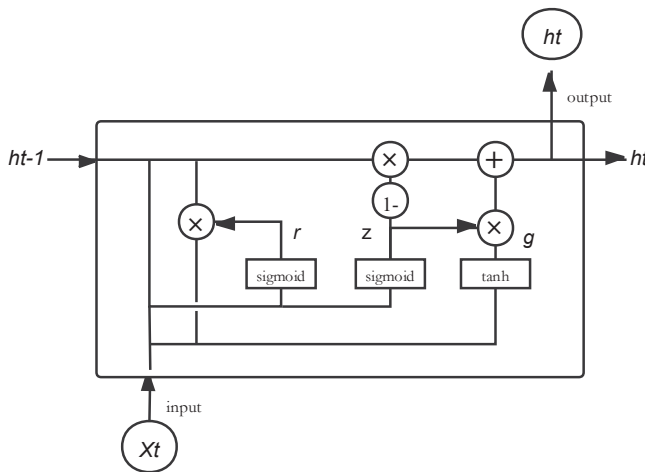 ht
output
ht-1
×
+
ht
1-
×
r
z
×
g
sigmoid
sigmoid
tanh
input
Xt